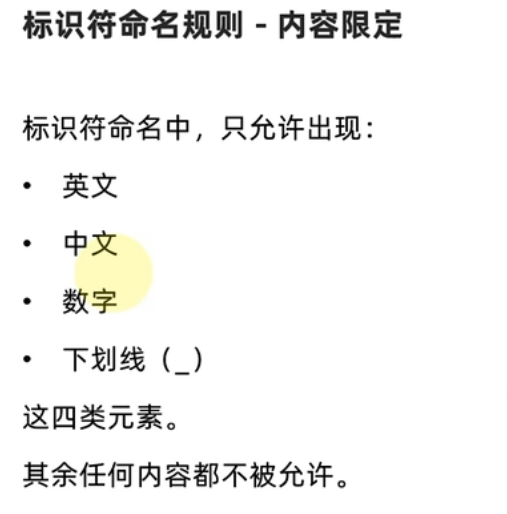 标识符命名规则 - 内容限定
标识符命名中，只允许出现：
• 英文
• 中文
• 数字
• 下划线（_）
这四类元素。
其余任何内容都不被允许。